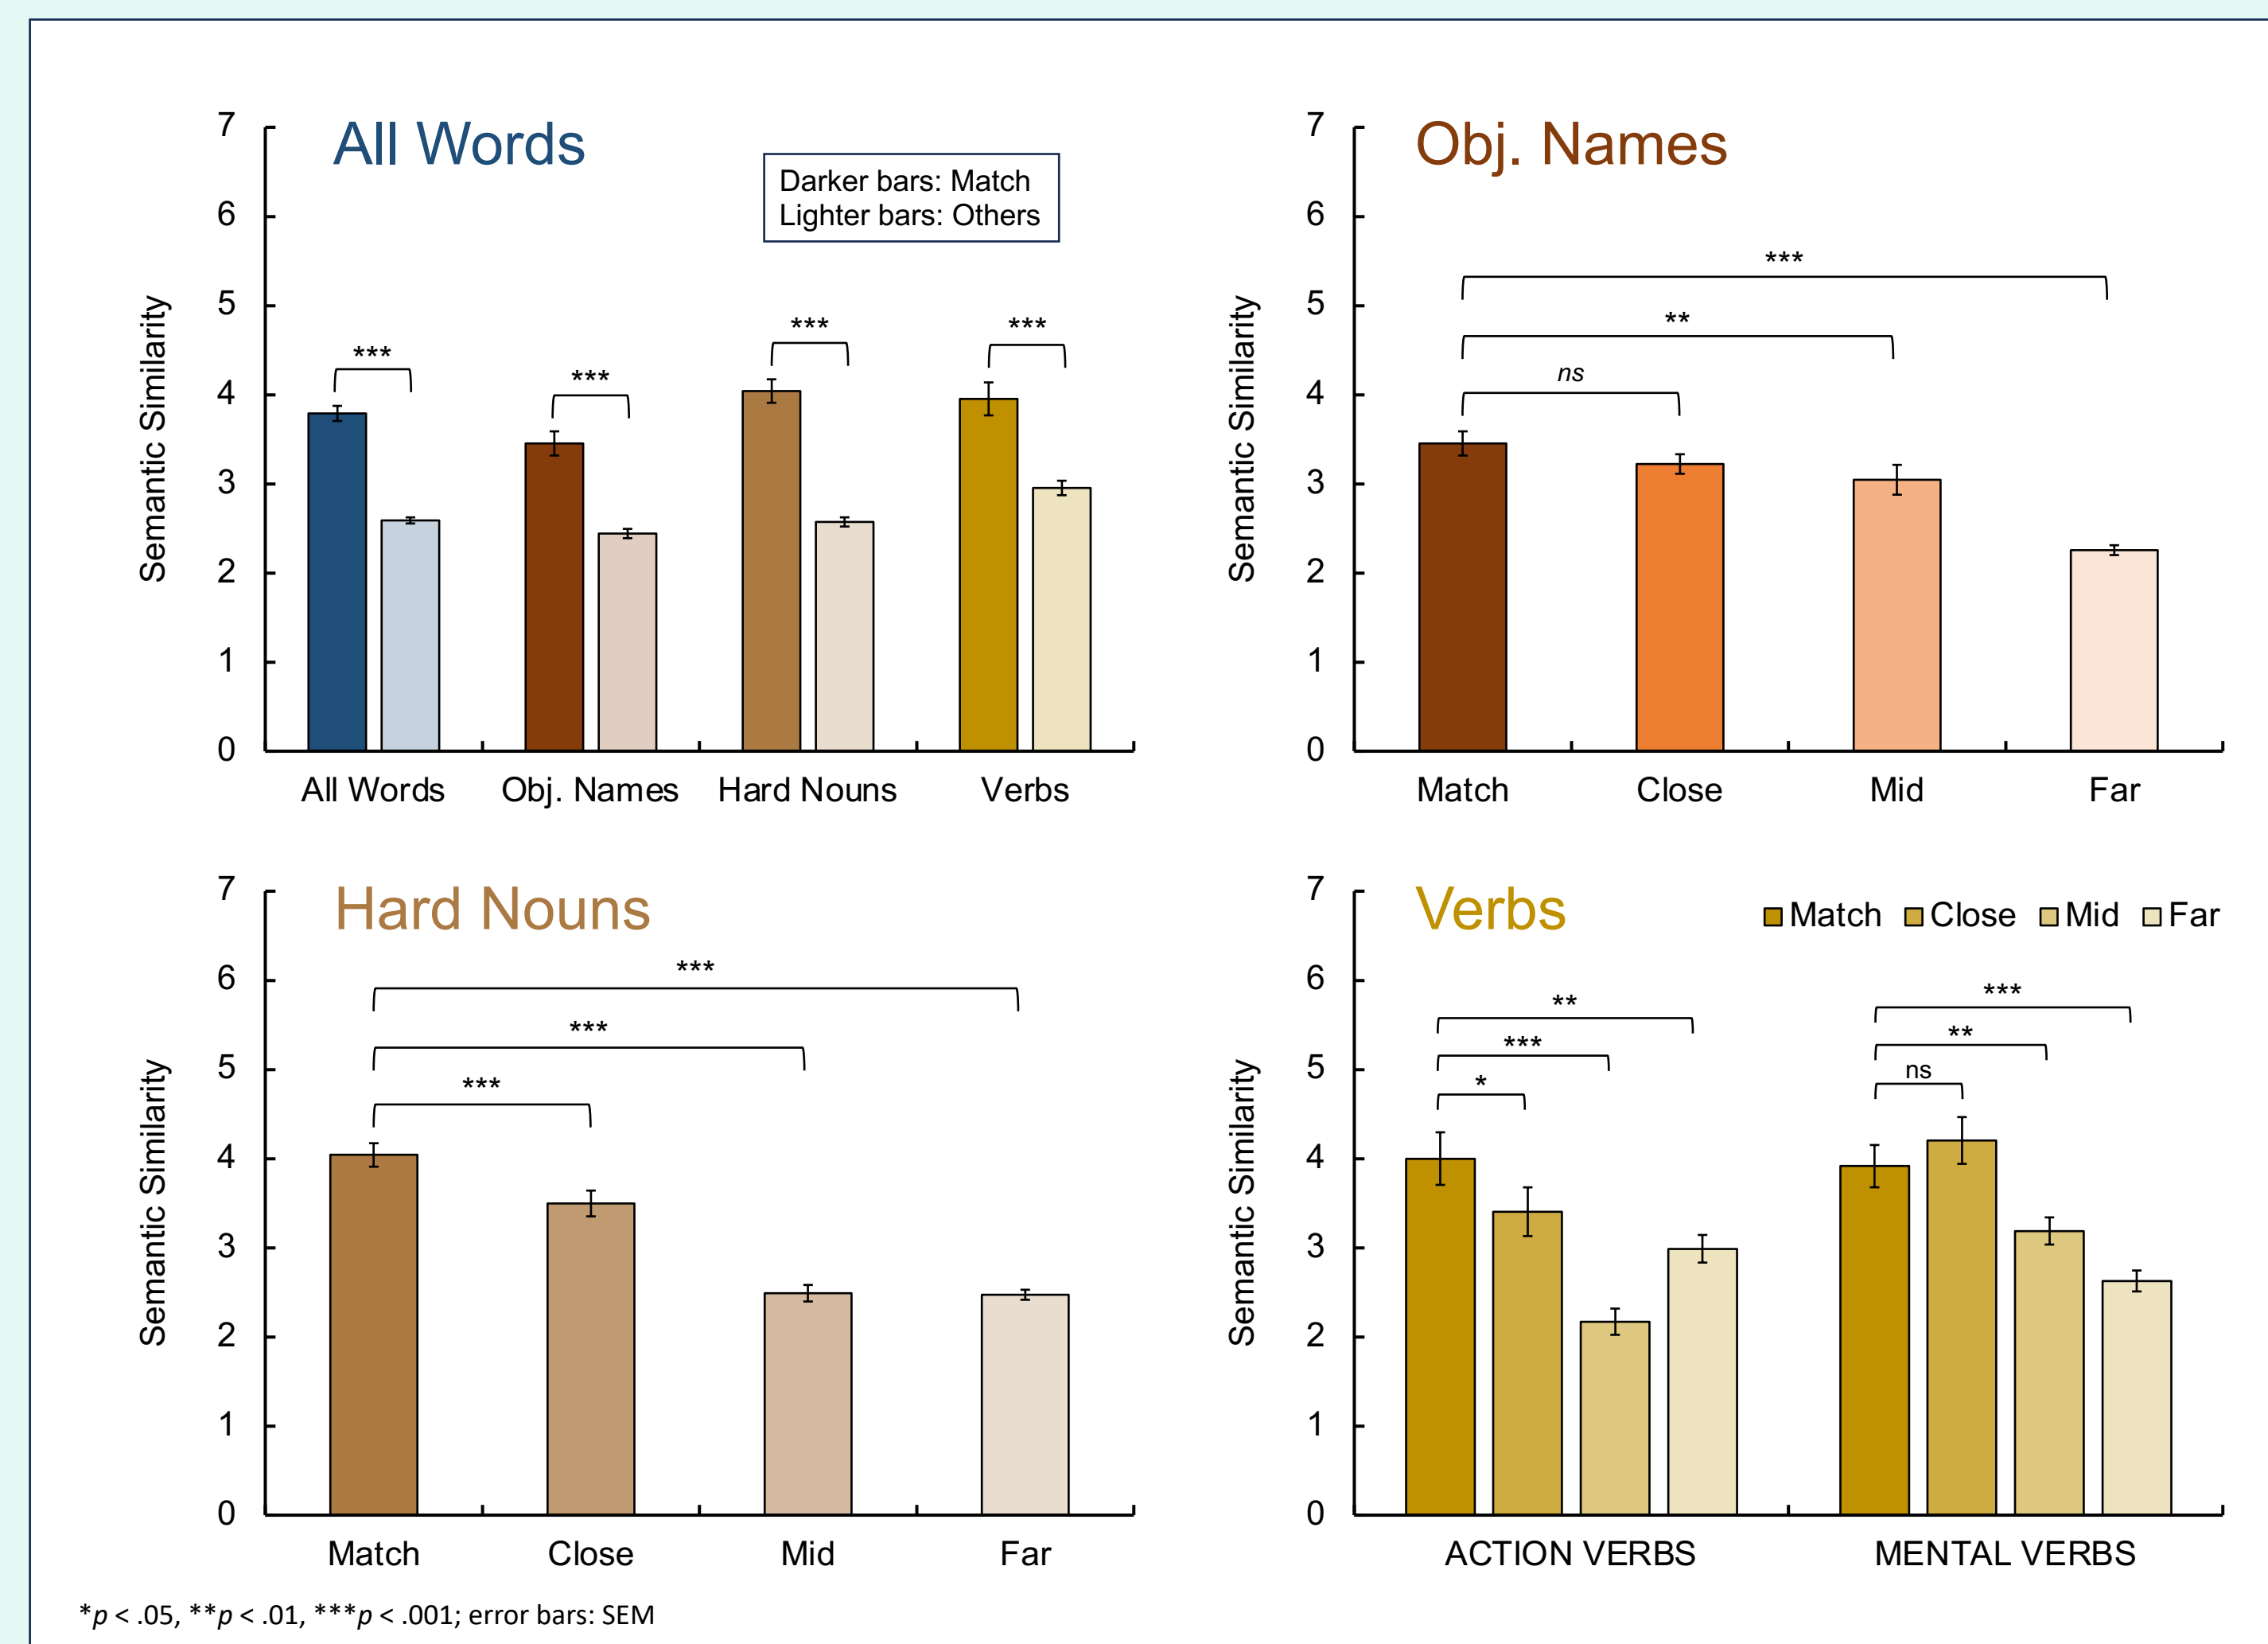 All Words
Darker bars: Match
Lighter bars: Others
Semantic Similarity
7
6
5
4
3
2
1
0
***
***
***
***
All Words Obj. Names Hard Nouns Verbs
Obj. Names
Semantic Similarity
7
6
5
4
3
2
1
0
***
**
ns
Match Close Mid Far
Hard Nouns
Semantic Similarity
7
6
5
4
3
2
1
0
***
***
***
Match Close Mid Far
Verbs
Match Close Mid Far
Semantic Similarity
7
6
5
4
3
2
1
0
**
***
*
***
**
ns
ACTION VERBS MENTAL VERBS
*p < .05, **p < .01, ***p < .001; error bars: SEM